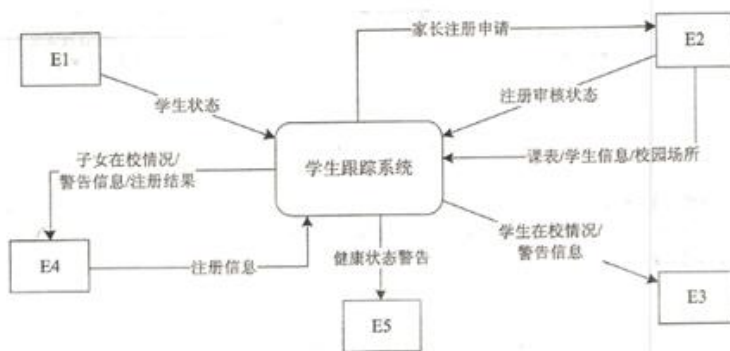 家长注册申请
E1
E2
学生状态
注册审核状态
子女在校情况/
警告信息/注册结果
学生跟踪系统
课表/学生信息/校园场所
学生在校情况/
警告信息
E4
注册信息
健康状态警告
E3
E5